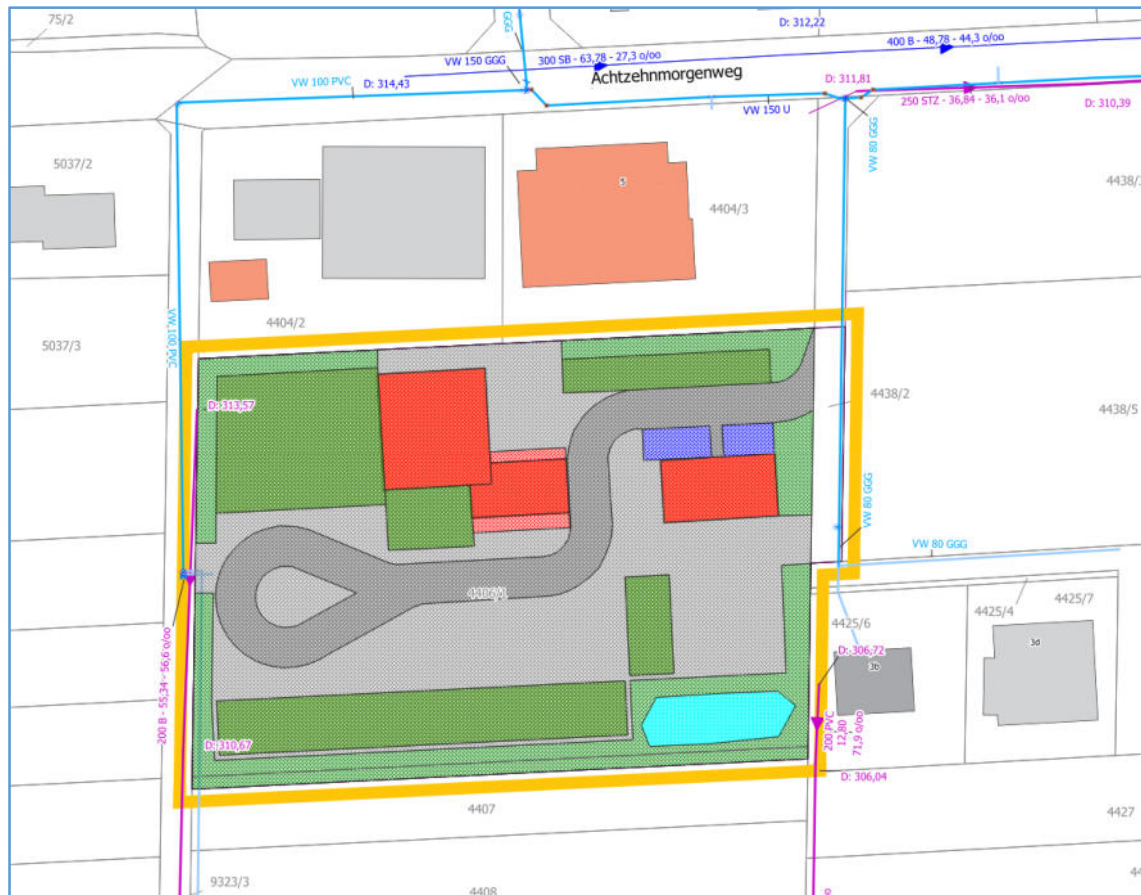 75/2
GGG
D: 312,22
400 B - 48,78 - 44,3 o/oo
VW 150 GGG
300 SB - 63,78 - 27,3 o/oo
Achtzehnmorgenweg
VW 100 PVC
D: 314,43
D: 311,81
250 STZ - 36,84 - 36,1 o/oo
D: 310,39
VW 150 U
VW 80 GGG
5037/2
5
4404/3
VW 100 PVC
4404/2
5037/3
4438/2
4438/5
D: 313,57
VW 80 GGG
VW 80 GGG
4406/1
4425/4
4425/7
4425/6
D: 306,72
3b
3d
200 B - 55,34 - 56,6 o/oo
D: 310,67
200 PVC
12,80
71,9 o/oo
D: 306,04
4407
4427
9323/3
4408